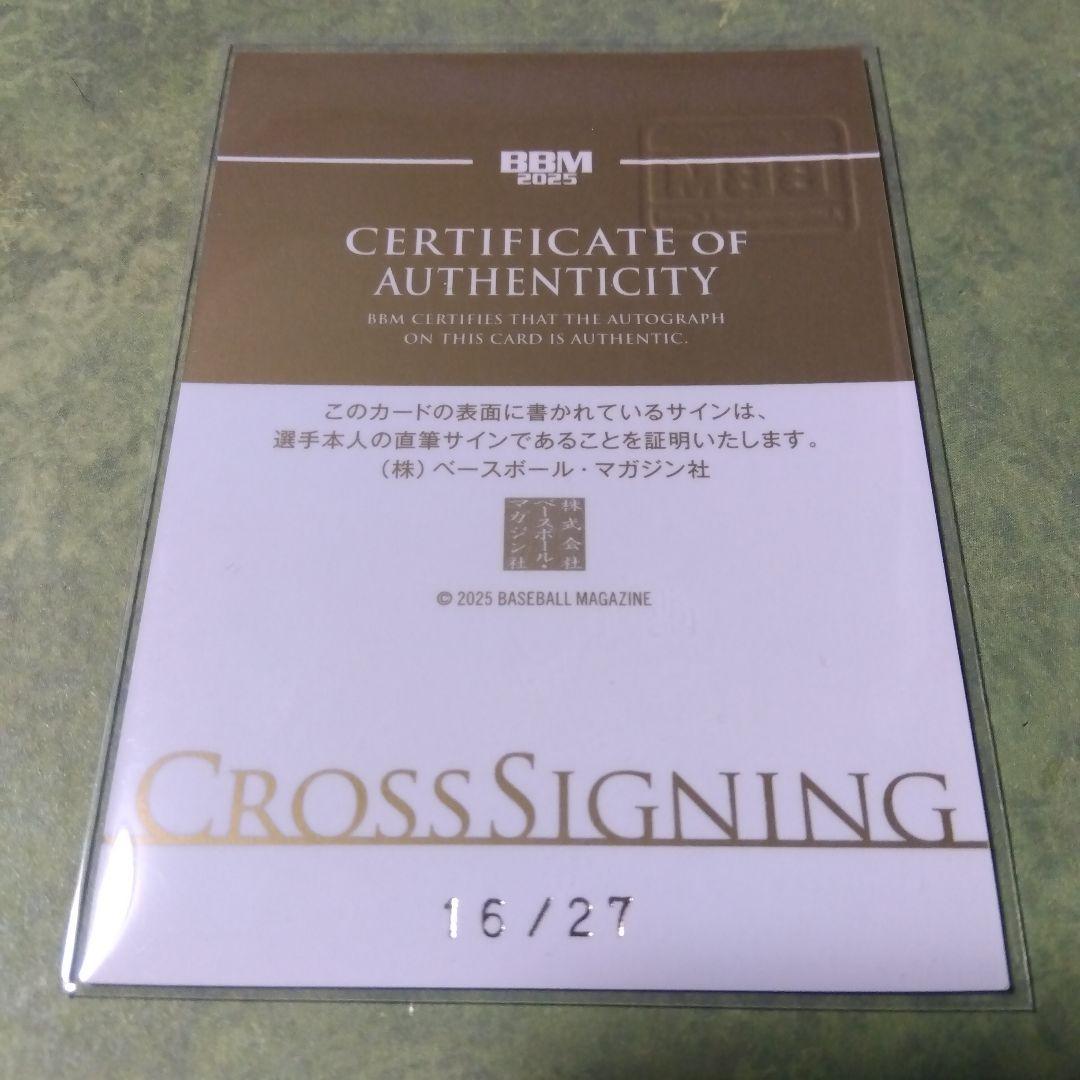 BBM
2025
CERTIFICATE OF
AUTHENTICITY
BBM CERTIFIES THAT THE AUTOGRAPH
ON THIS CARD IS AUTHENTIC.
このカードの表面に書かれているサインは、
選手本人の直筆サインであることを証明いたします。
（株）ベースボール・マガジン社
株式会社
ベースボール・
マガジン社
© 2025 BASEBALL MAGAZINE
CROSSSIGNING
16/27